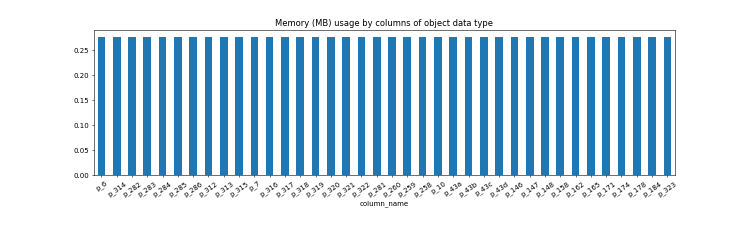 Memory (MB) usage by columns of object data type
0.25
0.20
0.15
0.10
0.05
0.00
p_6 p_314 p_282 p_283 p_284 p_285 p_286 p_312 p_313 p_315 p_7 p_316 p_317 p_318 p_319 p_320 p_321 p_322 p_281 p_260 p_259 p_258 p_10 p_43a p_43b p_43c p_43d p_146 p_147 p_148 p_158 p_162 p_165 p_171 p_174 p_178 p_184 p_323
column_name